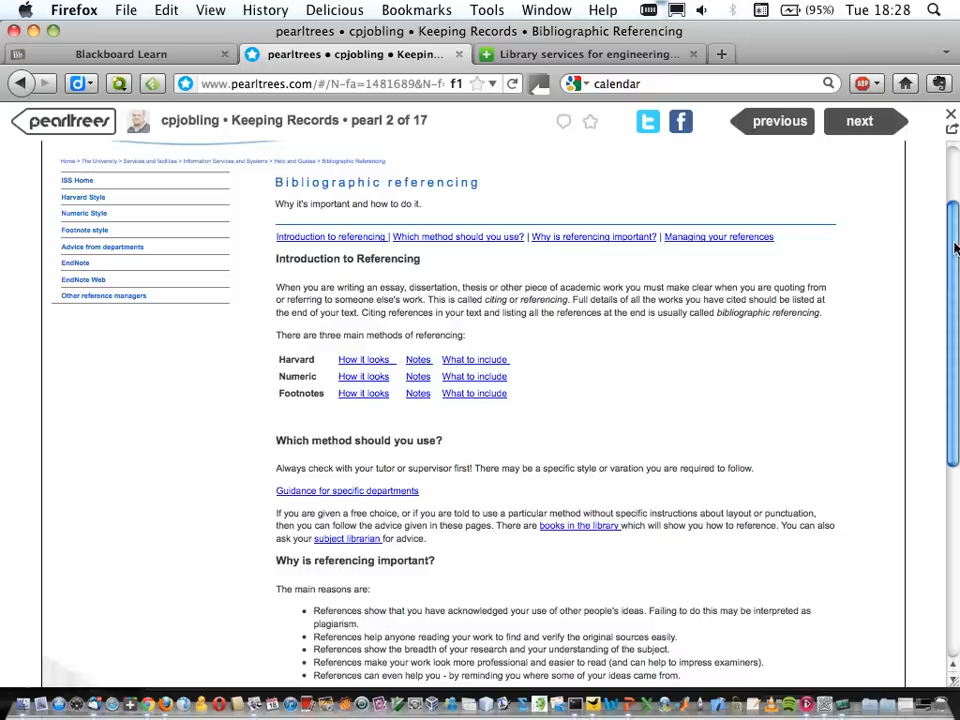 Firefox File Edit View History Delicious Bookmarks Tools Window Help (95%) Tue 18:28
pearltrees • cpjobling • Keeping Records • Bibliographic Referencing
Blackboard Learn × pearltrees • cpjobling • Keepin... × Library services for engineering... × +
www.pearltrees.com/#/N-fa=1481689&N-f: f1 calendar ABP
pearltrees cpjobling • Keeping Records • pearl 2 of 17 previous next
Home > The University > Services and facilities > Information Services and Systems > Help and Guides > Bibliographic Referencing
ISS Home
Harvard Style
Numeric Style
Footnote style
Advice from departments
EndNote
EndNote Web
Other reference managers
Bibliographic referencing
Why it's important and how to do it.
Introduction to referencing | Which method should you use? | Why is referencing important? | Managing your references
Introduction to Referencing
When you are writing an essay, dissertation, thesis or other piece of academic work you must make clear when you are quoting from
or referring to someone else's work. This is called citing or referencing. Full details of all the works you have cited should be listed at
the end of your text. Citing references in your text and listing all the references at the end is usually called bibliographic referencing.
There are three main methods of referencing:
Harvard How it looks Notes What to include
Numeric How it looks Notes What to include
Footnotes How it looks Notes What to include
Which method should you use?
Always check with your tutor or supervisor first! There may be a specific style or varation you are required to follow.
Guidance for specific departments
If you are given a free choice, or if you are told to use a particular method without specific instructions about layout or punctuation,
then you can follow the advice given in these pages. There are books in the library which will show you how to reference. You can also
ask your subject librarian for advice.
Why is referencing important?
The main reasons are:
• References show that you have acknowledged your use of other people's ideas. Failing to do this may be interpreted as
plagiarism.
• References help anyone reading your work to find and verify the original sources easily.
• References show the breadth of your research and your understanding of the subject.
• References make your work look more professional and easier to read (and can help to impress examiners).
• References can even help you - by reminding you where some of your ideas came from.